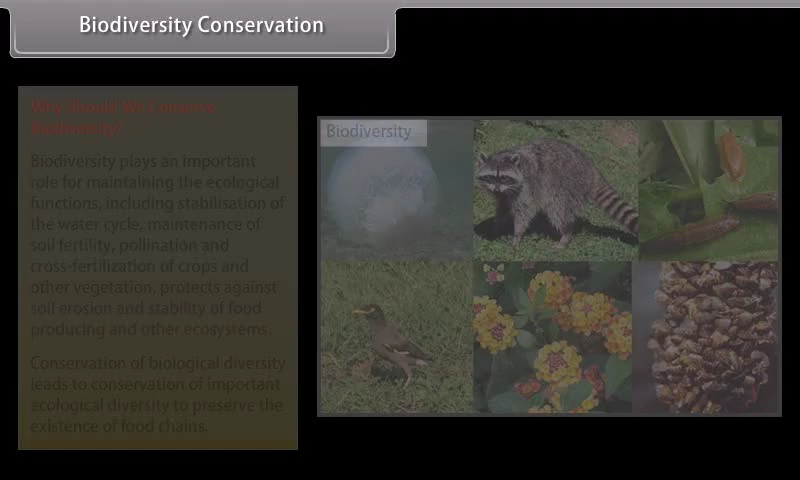 Biodiversity Conservation
Why Should We Conserve
Biodiversity?
Biodiversity plays an important
role for maintaining the ecological
functions, including stabilisation of
the water cycle, maintenance of
soil fertility, pollination and
cross-fertilization of crops and
other vegetation, protects against
soil erosion and stability of food
producing and other ecosystems.
Conservation of biological diversity
leads to conservation of important
ecological diversity to preserve the
existence of food chains.
Biodiversity